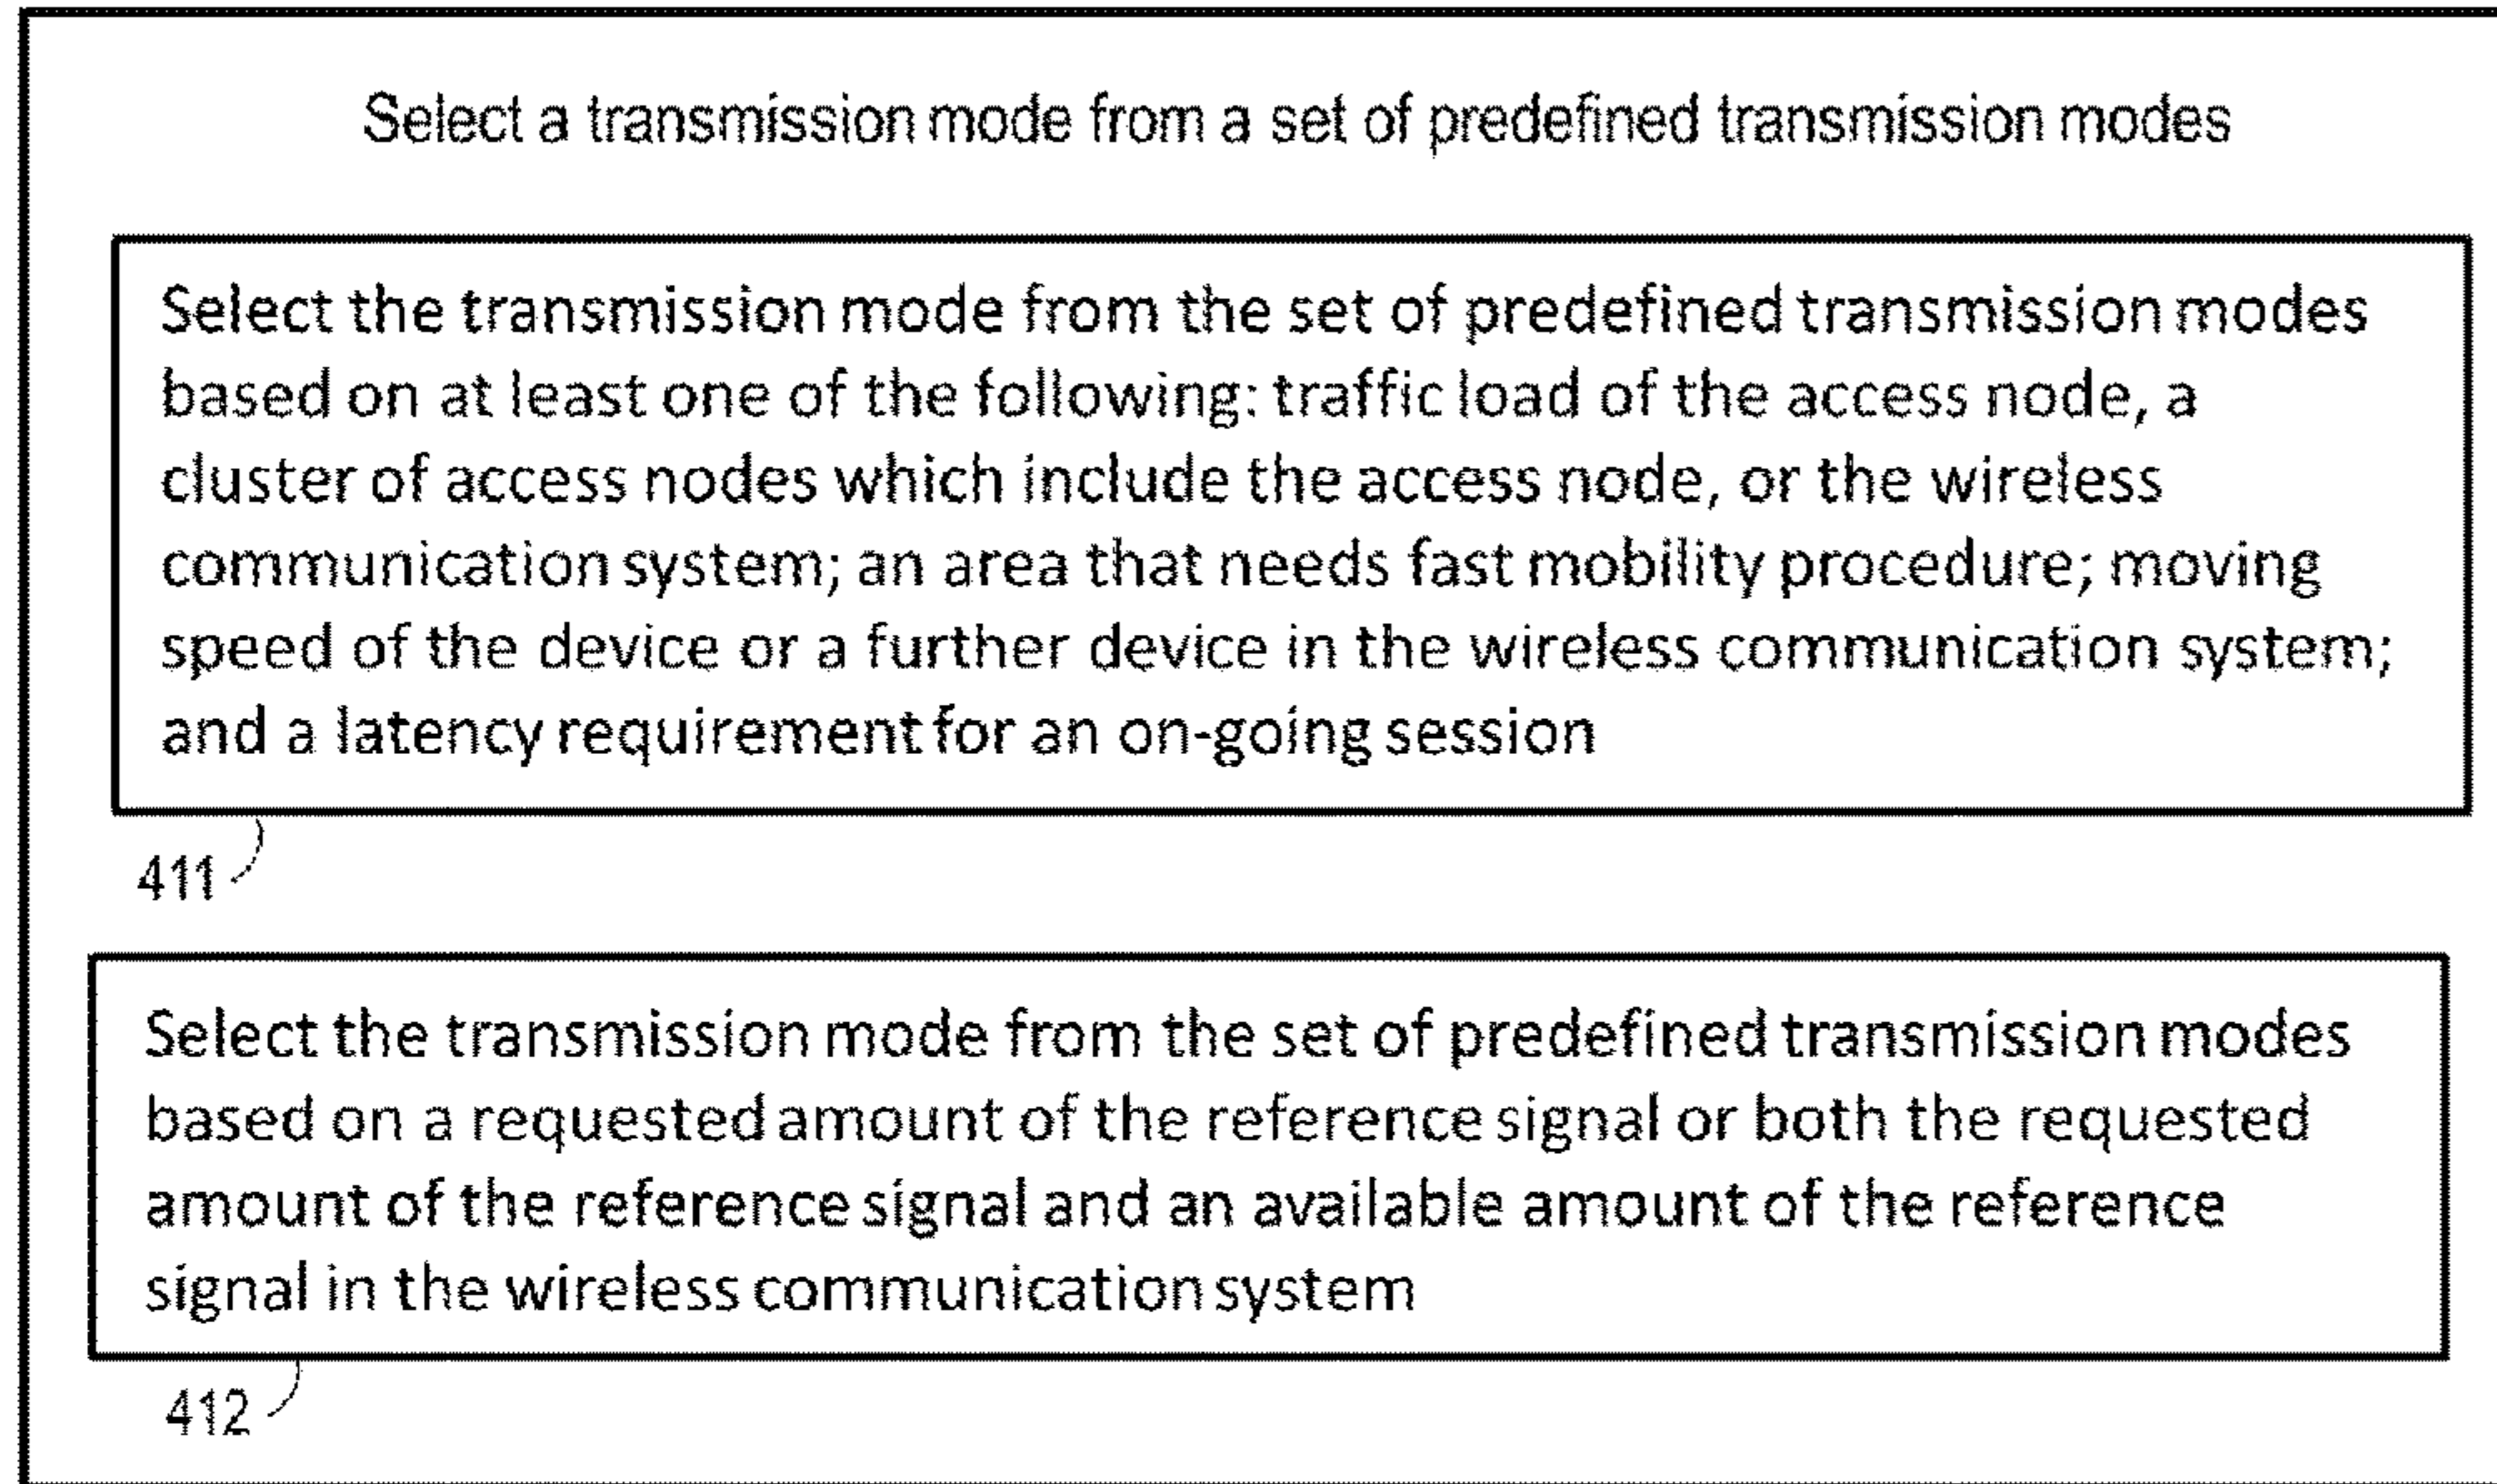 Select a transmission mode from a set of predefined transmission modes
Select the transmission mode from the set of predefined transmission modes
based on at least one of the following: traffic load of the access node, a
cluster of access nodes which include the access node, or the wireless
communication system; an area that needs fast mobility procedure; moving
speed of the device or a further device in the wireless communication system;
and a latency requirement for an on-going session
411
Select the transmission mode from the set of predefined transmission modes
based on a requested amount of the reference signal or both the requested
amount of the reference signal and an available amount of the reference
signal in the wireless communication system
412